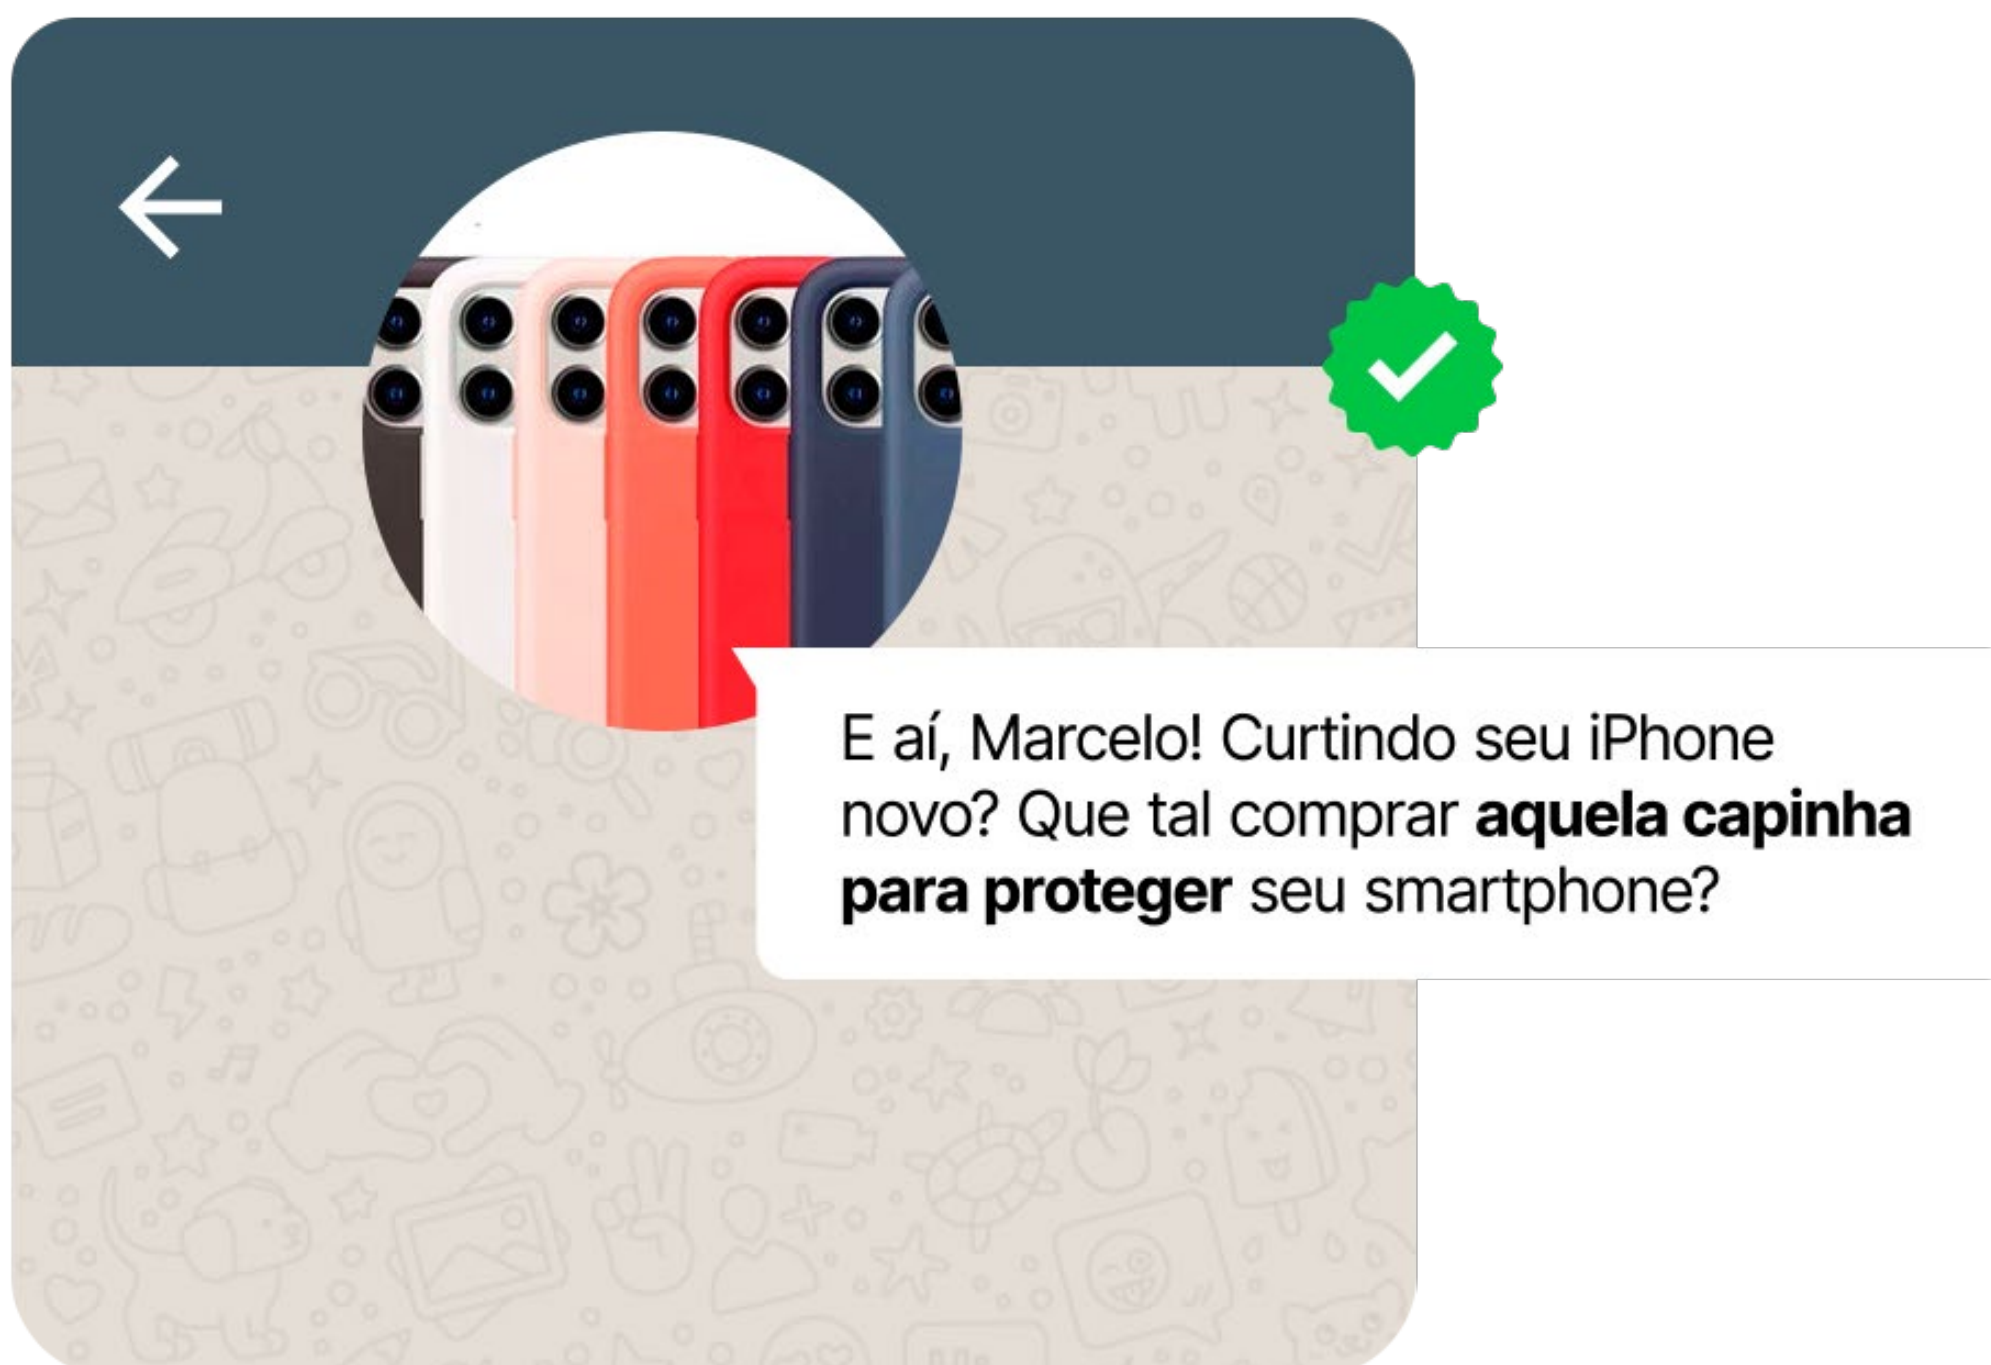 E aí, Marcelo! Curtindo seu iPhone
novo? Que tal comprar aquela capinha
para proteger seu smartphone?